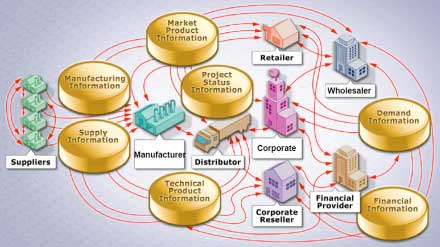 Market
Product
Information
Retailer
Manufacturing
Information
Project
Status
Information
Wholesaler
Demand
Information
Supply
Information
Suppliers
Manufacturer
Distributor
Corporate
Technical
Product
Information
Corporate
Reseller
Financial
Provider
Financial
Information